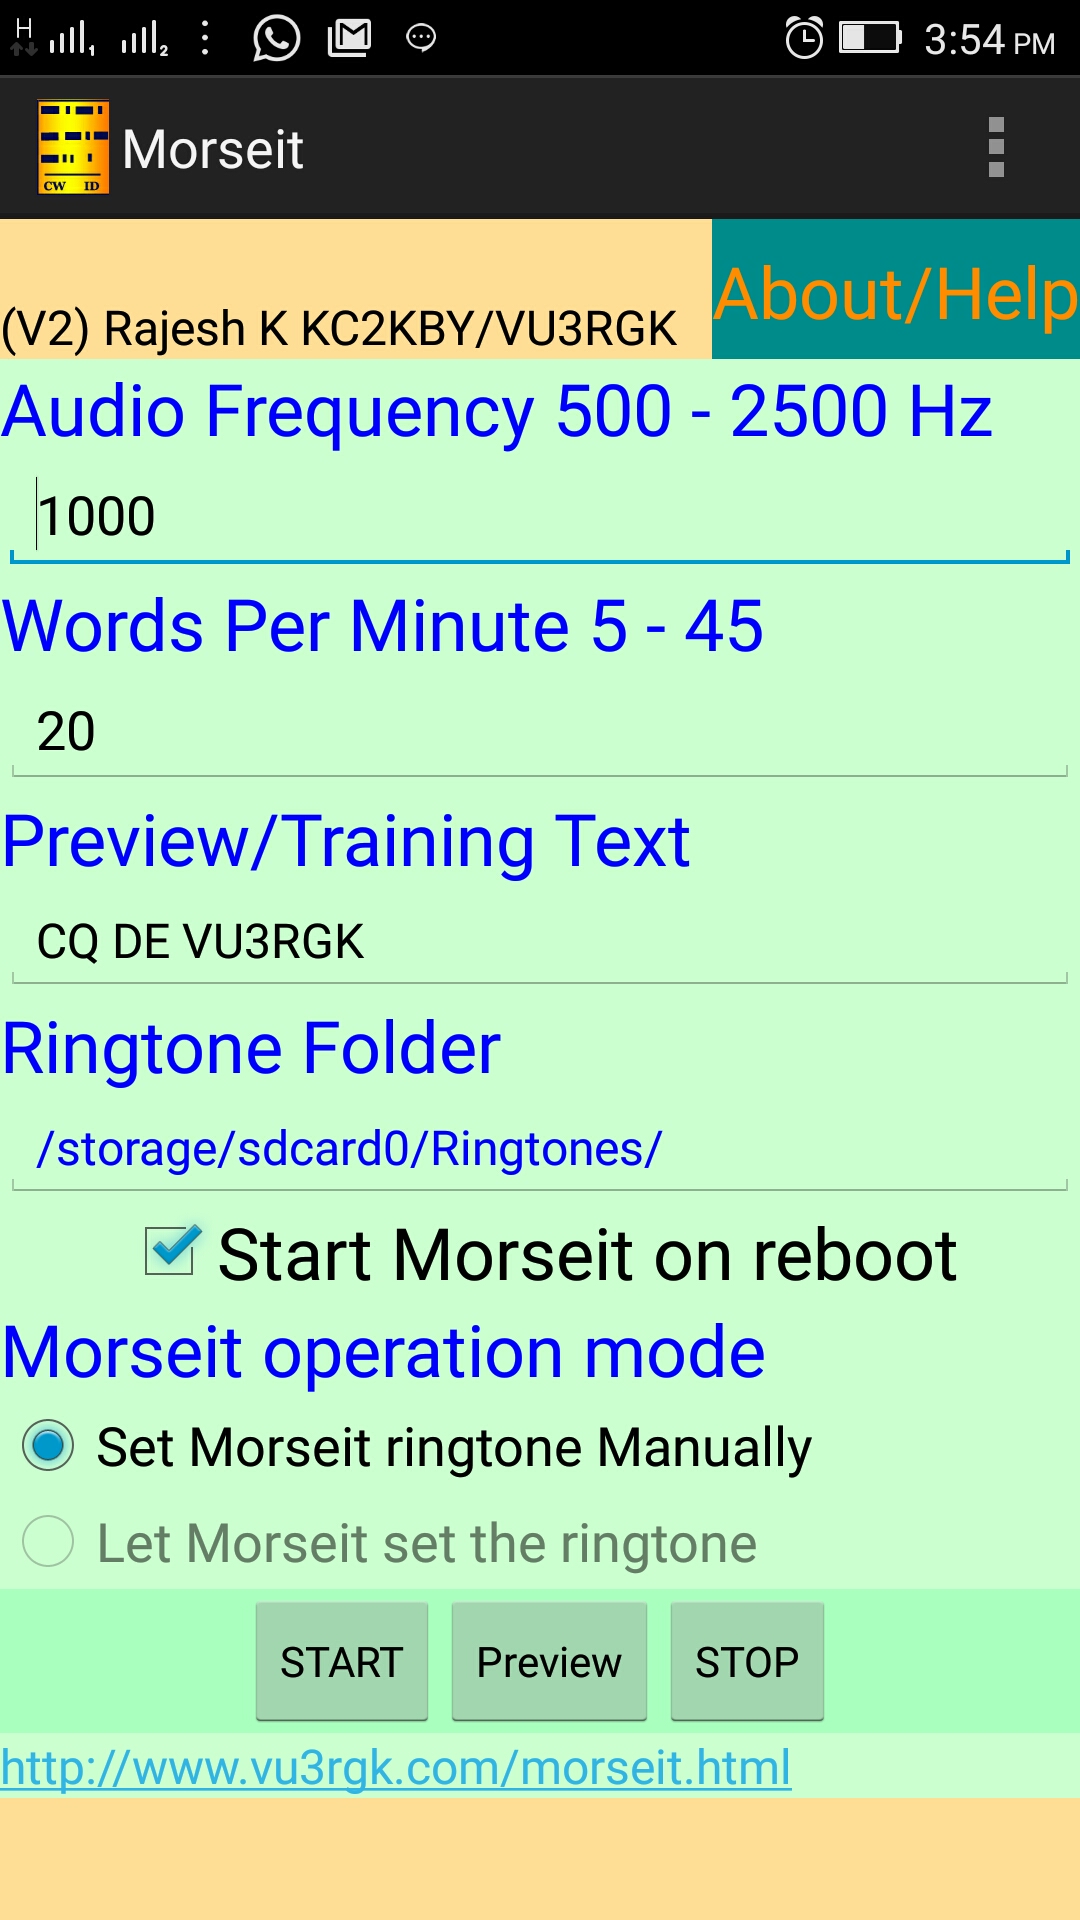 H
1
2
3:54 PM
CW ID
Morseit
(V2) Rajesh K KC2KBY/VU3RGK
About/Help
Audio Frequency 500 - 2500 Hz
1000
Words Per Minute 5 - 45
20
Preview/Training Text
CQ DE VU3RGK
Ringtone Folder
/storage/sdcard0/Ringtones/
Start Morseit on reboot
Morseit operation mode
Set Morseit ringtone Manually
Let Morseit set the ringtone
START Preview STOP
http://www.vu3rgk.com/morseit.html